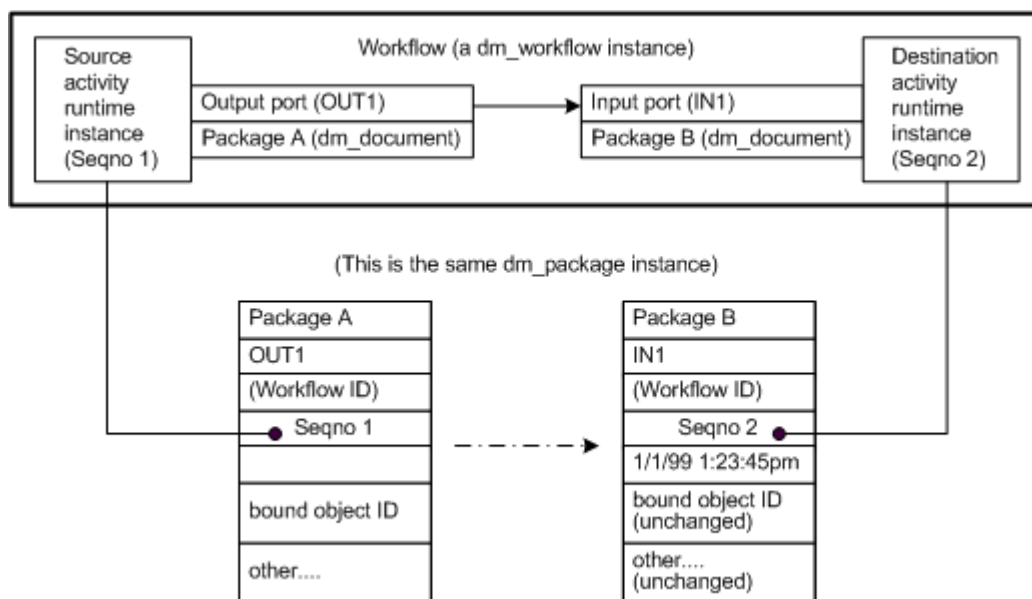 Workflow (a dm_workflow instance)
Source
activity
runtime
instance
(Seqno 1)
Output port (OUT1)
Package A (dm_document)
Input port (IN1)
Package B (dm_document)
Destination
activity
runtime
instance
(Seqno 2)
(This is the same dm_package instance)
Package A
OUT1
(Workflow ID)
Seqno 1
bound object ID
other....
Package B
IN1
(Workflow ID)
Seqno 2
1/1/99 1:23:45pm
bound object ID
(unchanged)
other....
(unchanged)